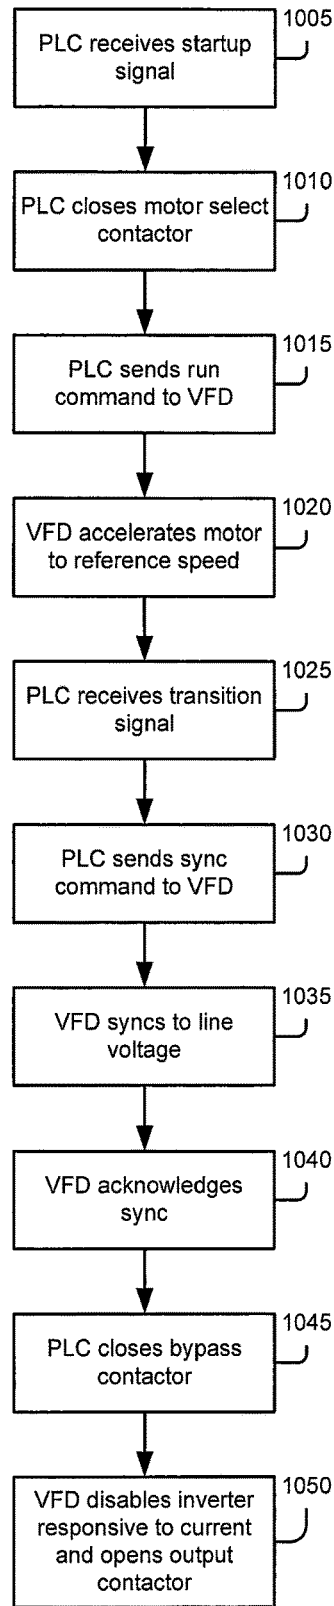 1005
PLC receives startup
signal
1010
PLC closes motor select
contactor
1015
PLC sends run
command to VFD
1020
VFD accelerates motor
to reference speed
1025
PLC receives transition
signal
1030
PLC sends sync
command to VFD
1035
VFD syncs to line
voltage
1040
VFD acknowledges
sync
1045
PLC closes bypass
contactor
1050
VFD disables inverter
responsive to current
and opens output
contactor